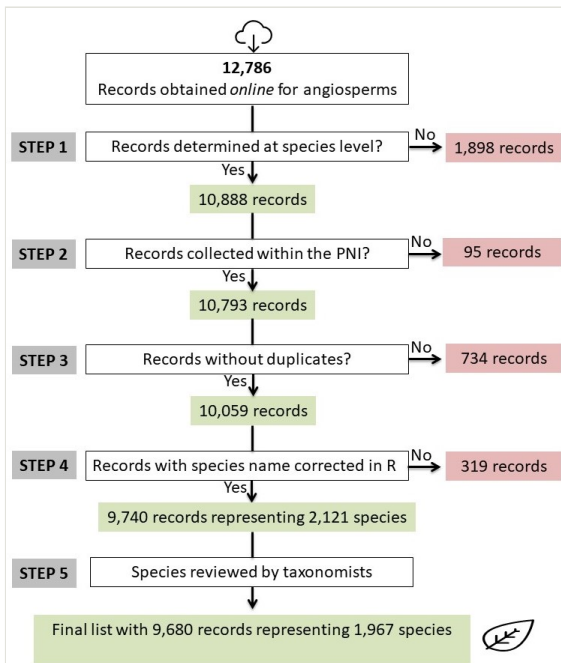 12,786
Records obtained online for angiosperms
STEP 1
Records determined at species level?
No
1,898 records
Yes
10,888 records
STEP 2
Records collected within the PNI?
No
95 records
Yes
10,793 records
STEP 3
Records without duplicates?
No
734 records
Yes
10,059 records
STEP 4
Records with species name corrected in R
No
319 records
Yes
9,740 records representing 2,121 species
STEP 5
Species reviewed by taxonomists
Final list with 9,680 records representing 1,967 species